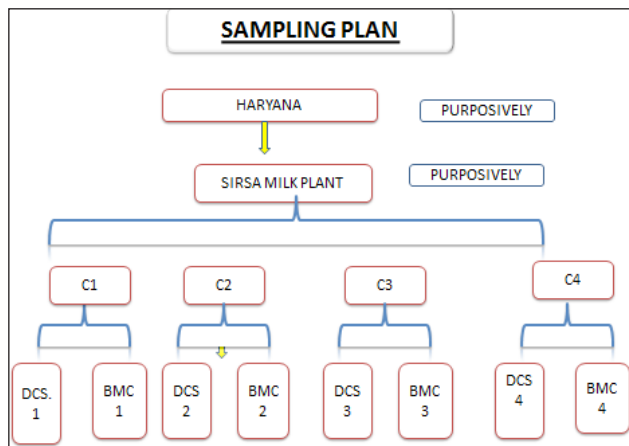 SAMPLING PLAN
HARYANA
PURPOSIVELY
SIRSA MILK PLANT
PURPOSIVELY
C1
C2
C3
C4
DCS.
1
BMC
1
DCS
2
BMC
2
DCS
3
BMC
3
DCS
4
BMC
4